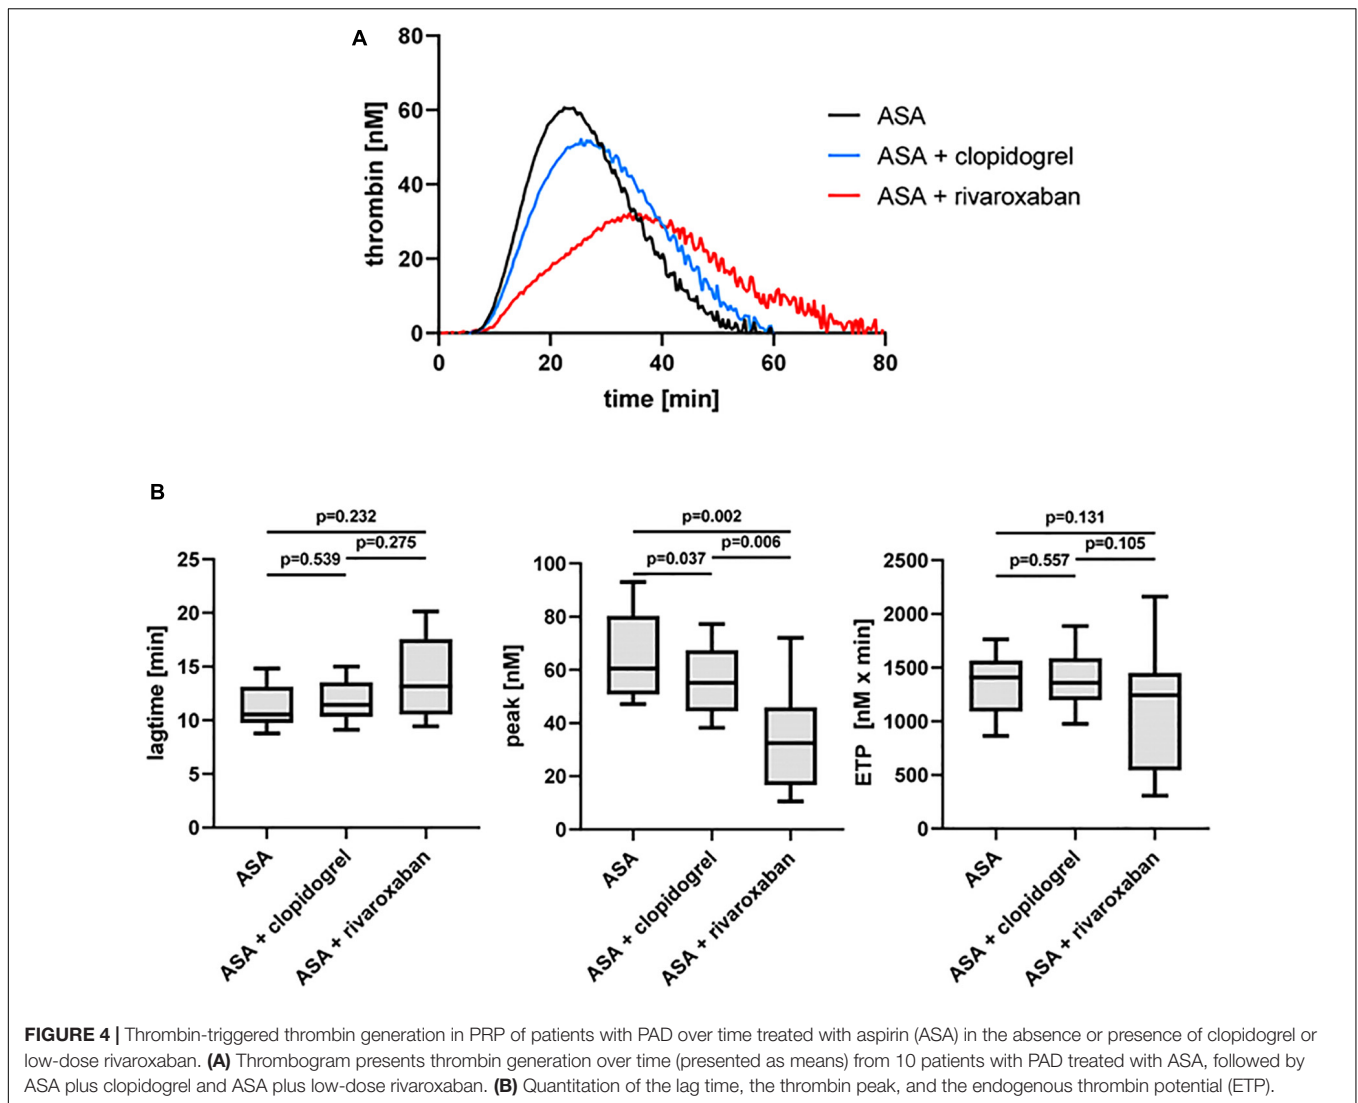 A
80
60
40
20
0
thrombin [nM]
0 20 40 60 80
time [min]
ASA
ASA + clopidogrel
ASA + rivaroxaban
B
p=0.232
p=0.275
p=0.539
25
20
15
10
5
0
lagtime [min]
ASA
ASA + clopidogrel
ASA + rivaroxaban
p=0.002
p=0.006
p=0.037
100
80
60
40
20
0
peak [nM]
ASA
ASA + clopidogrel
ASA + rivaroxaban
p=0.131
p=0.105
p=0.557
2500
2000
1500
1000
500
0
ETP [nM x min]
ASA
ASA + clopidogrel
ASA + rivaroxaban
FIGURE 4 | Thrombin-triggered thrombin generation in PRP of patients with PAD over time treated with aspirin (ASA) in the absence or presence of clopidogrel or
low-dose rivaroxaban. (A) Thrombogram presents thrombin generation over time (presented as means) from 10 patients with PAD treated with ASA, followed by
ASA plus clopidogrel and ASA plus low-dose rivaroxaban. (B) Quantitation of the lag time, the thrombin peak, and the endogenous thrombin potential (ETP).